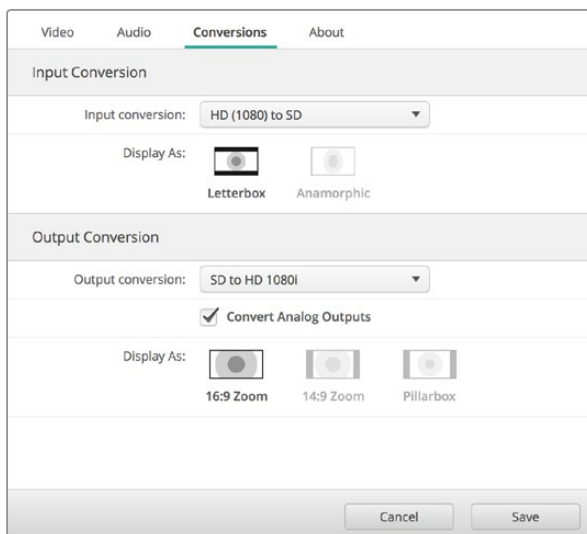 Video Audio Conversions About
Input Conversion
Input conversion: HD (1080) to SD
Display As:
Letterbox Anamorphic
Output Conversion
Output conversion: SD to HD 1080i
Convert Analog Outputs
Display As:
16:9 Zoom 14:9 Zoom Pillarbox
Cancel Save